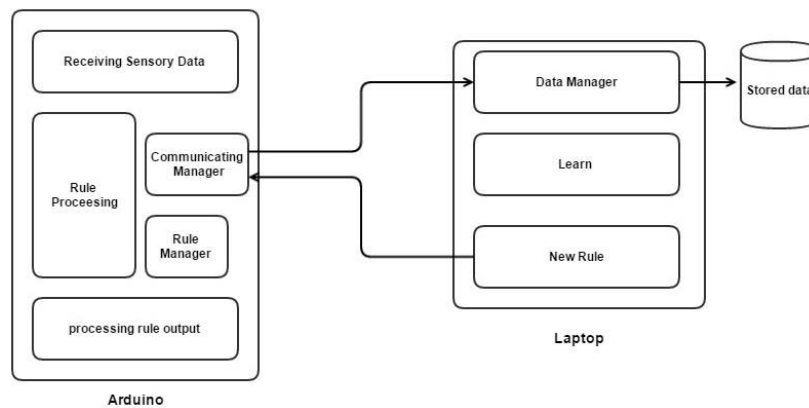 Receiving Sensory Data
Rule
Proceesing
Communicating
Manager
Rule
Manager
processing rule output
Arduino
Data Manager
Learn
New Rule
Laptop
Stored data